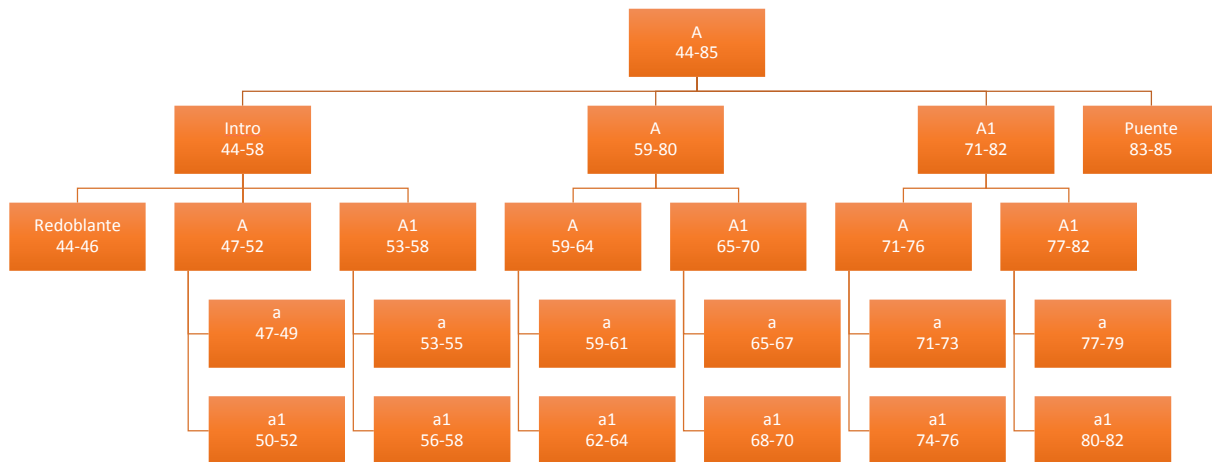 A
44-85
Intro
44-58
A
59-80
A1
71-82
Puente
83-85
Redoblante
44-46
A
47-52
A1
53-58
A
59-64
A1
65-70
A
71-76
A1
77-82
a
47-49
a
53-55
a
59-61
a
65-67
a
71-73
a
77-79
a1
50-52
a1
56-58
a1
62-64
a1
68-70
a1
74-76
a1
80-82